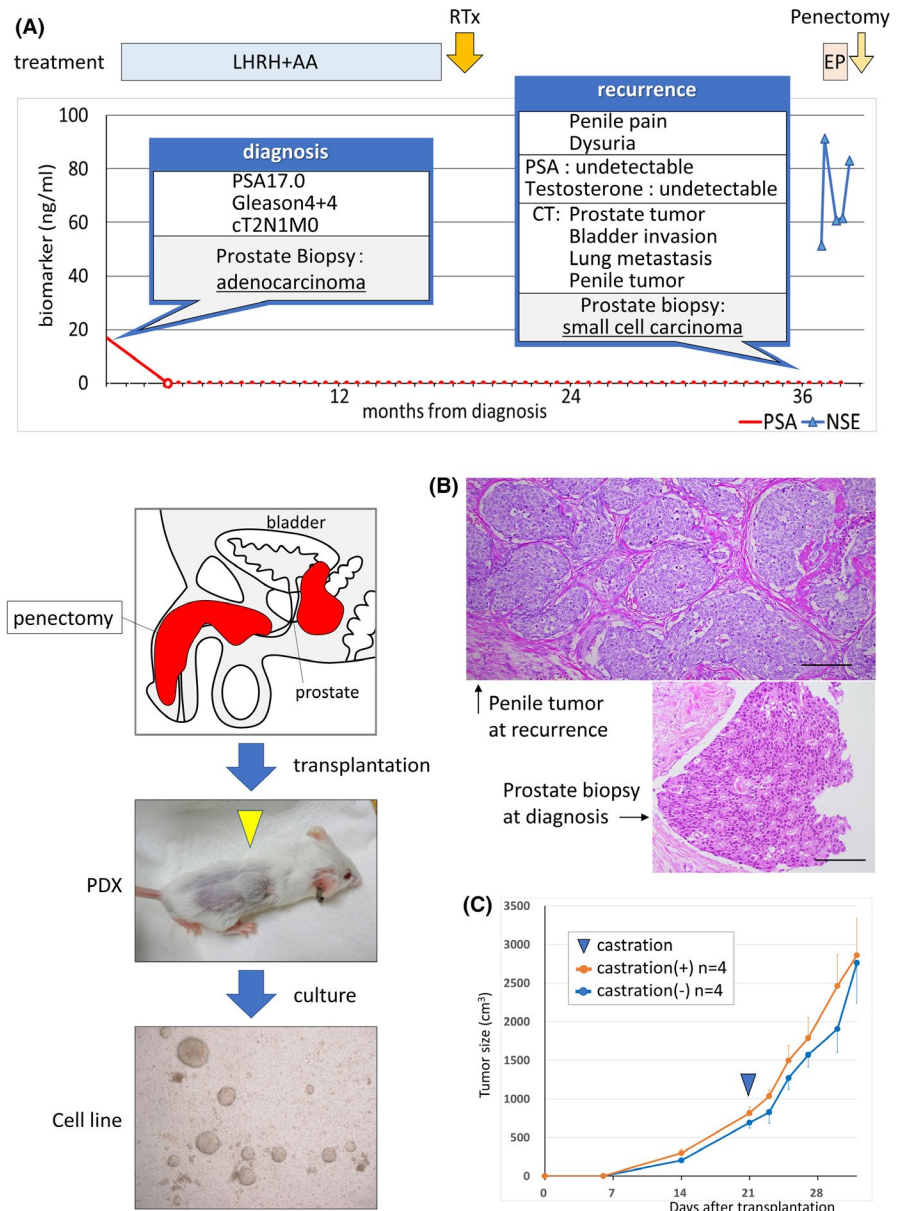 (A)
RTx
Penectomy
treatment
LHRH+AA
EP
recurrence
Penile pain
Dysuria
PSA : undetectable
Testosterone : undetectable
CT: Prostate tumor
Bladder invasion
Lung metastasis
Penile tumor
Prostate biopsy:
small cell carcinoma
diagnosis
PSA17.0
Gleason4+4
cT2N1M0
Prostate Biopsy :
adenocarcinoma
biomarker (ng/ml)
100
80
60
40
20
0
12
24
36
months from diagnosis
PSA
NSE
bladder
penectomy
prostate
transplantation
PDX
culture
Cell line
(B)
Penile tumor
at recurrence
Prostate biopsy
at diagnosis
(C)
Tumor size (cm³)
3500
3000
2500
2000
1500
1000
500
0
castration
castration(+) n=4
castration(-) n=4
0
7
14
21
28
Days after transplantation